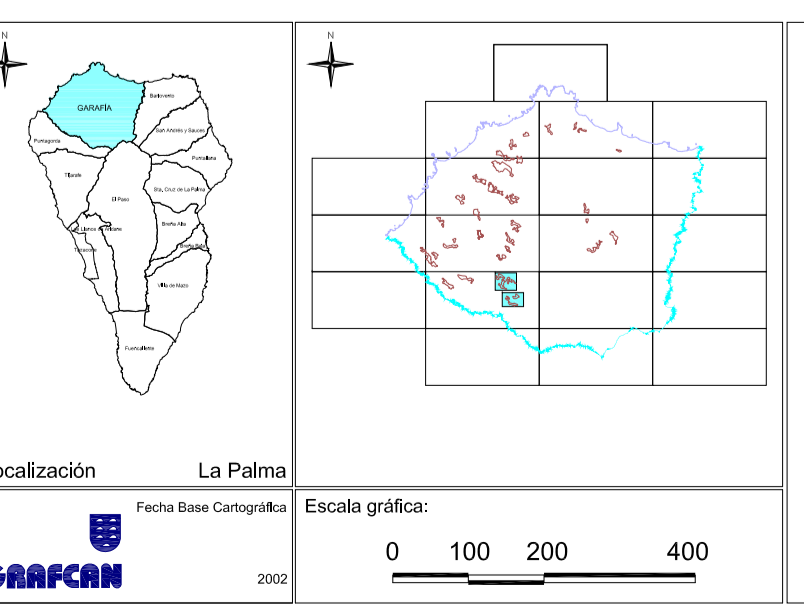 N
N
GARAFÍA
Barlovento
San Andrés y Sauces
Puntagorda
Puntallana
Tijarafe
Sta. Cruz de La Palma
El Paso
Breña Alta
Los Llanos de Aridane
Breña Baja
Tazacorte
Villa de Mazo
Fuencaliente
ocalización
La Palma
Fecha Base Cartográfica
Escala gráfica:
0 100 200 400
GRAFCAN
2002